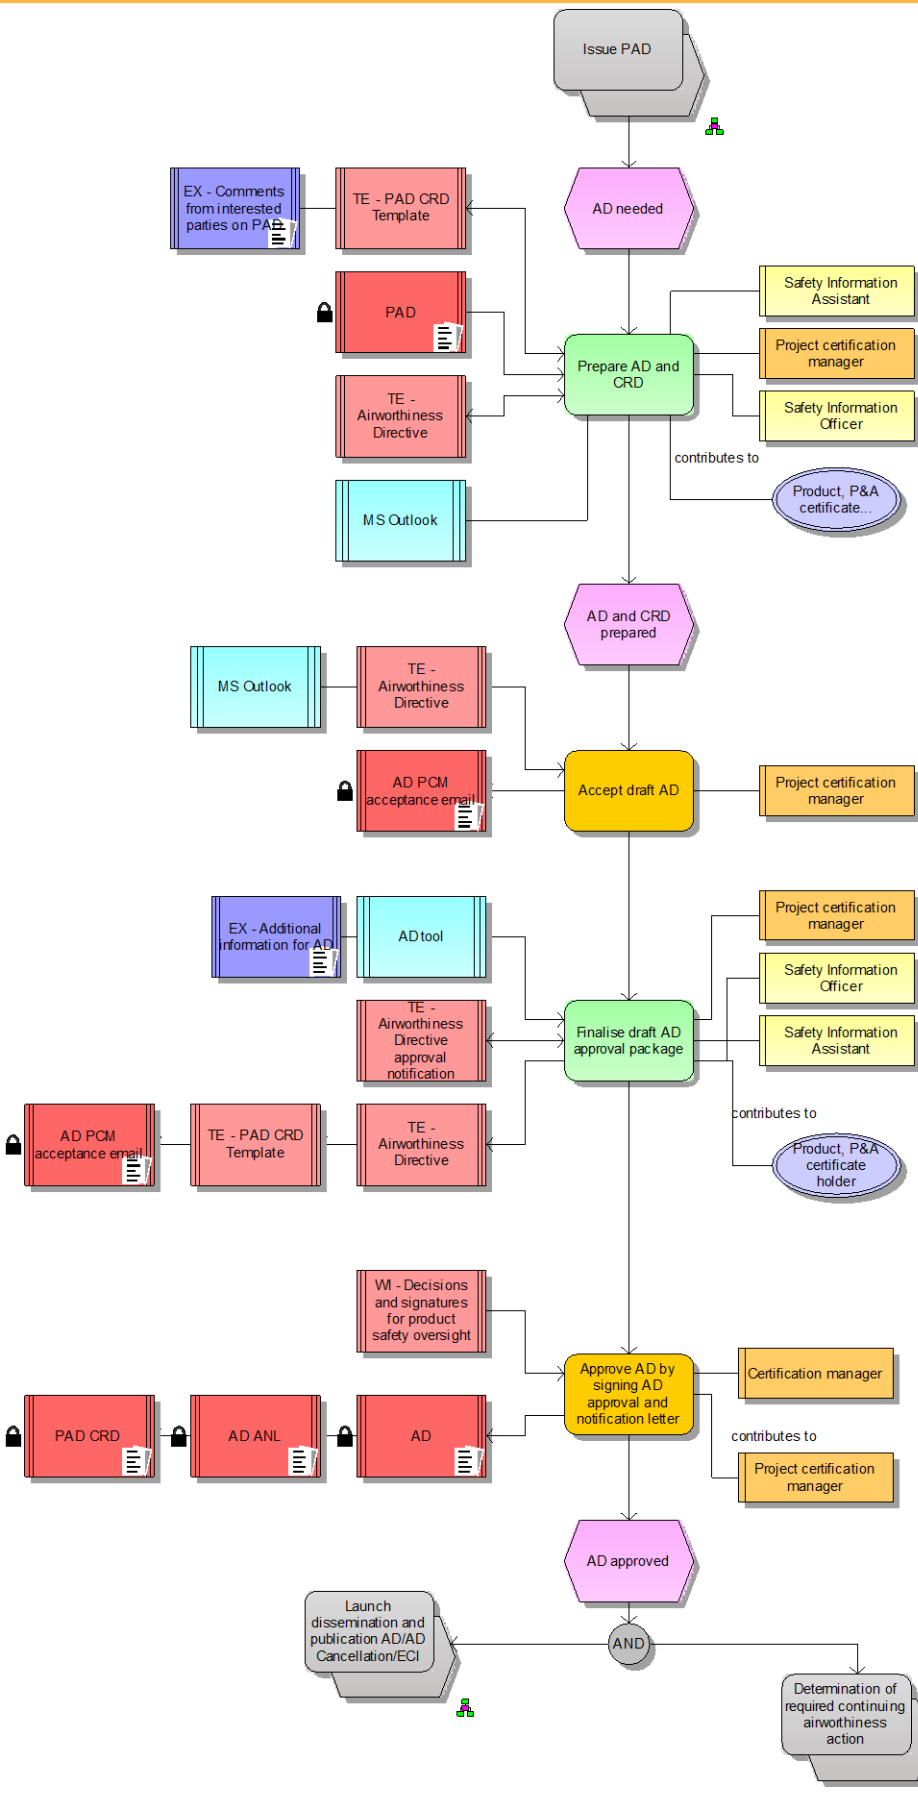 Issue PAD
EX - Comments
from interested
parties on PAD
TE - PAD CRD
Template
AD needed
PAD
Safety Information
Assistant
Project certification
manager
Prepare AD and
CRD
TE -
Airworthiness
Directive
Safety Information
Officer
contributes to
Product, P&A
certificate...
MS Outlook
AD and CRD
prepared
MS Outlook
TE -
Airworthiness
Directive
AD PCM
acceptance email
Accept draft AD
Project certification
manager
EX - Additional
information for AD
AD tool
Project certification
manager
Safety Information
Officer
TE -
Airworthiness
Directive
approval
notification
Finalise draft AD
approval package
Safety Information
Assistant
AD PCM
acceptance email
TE - PAD CRD
Template
TE -
Airworthiness
Directive
contributes to
Product, P&A
certificate
holder
WI - Decisions
and signatures
for product
safety oversight
Approve AD by
signing AD
approval and
notification letter
Certification manager
PAD CRD
AD ANL
AD
contributes to
Project certification
manager
AD approved
Launch
dissemination and
publication AD/AD
Cancellation/ECI
AND
Determination of
required continuing
airworthiness
action